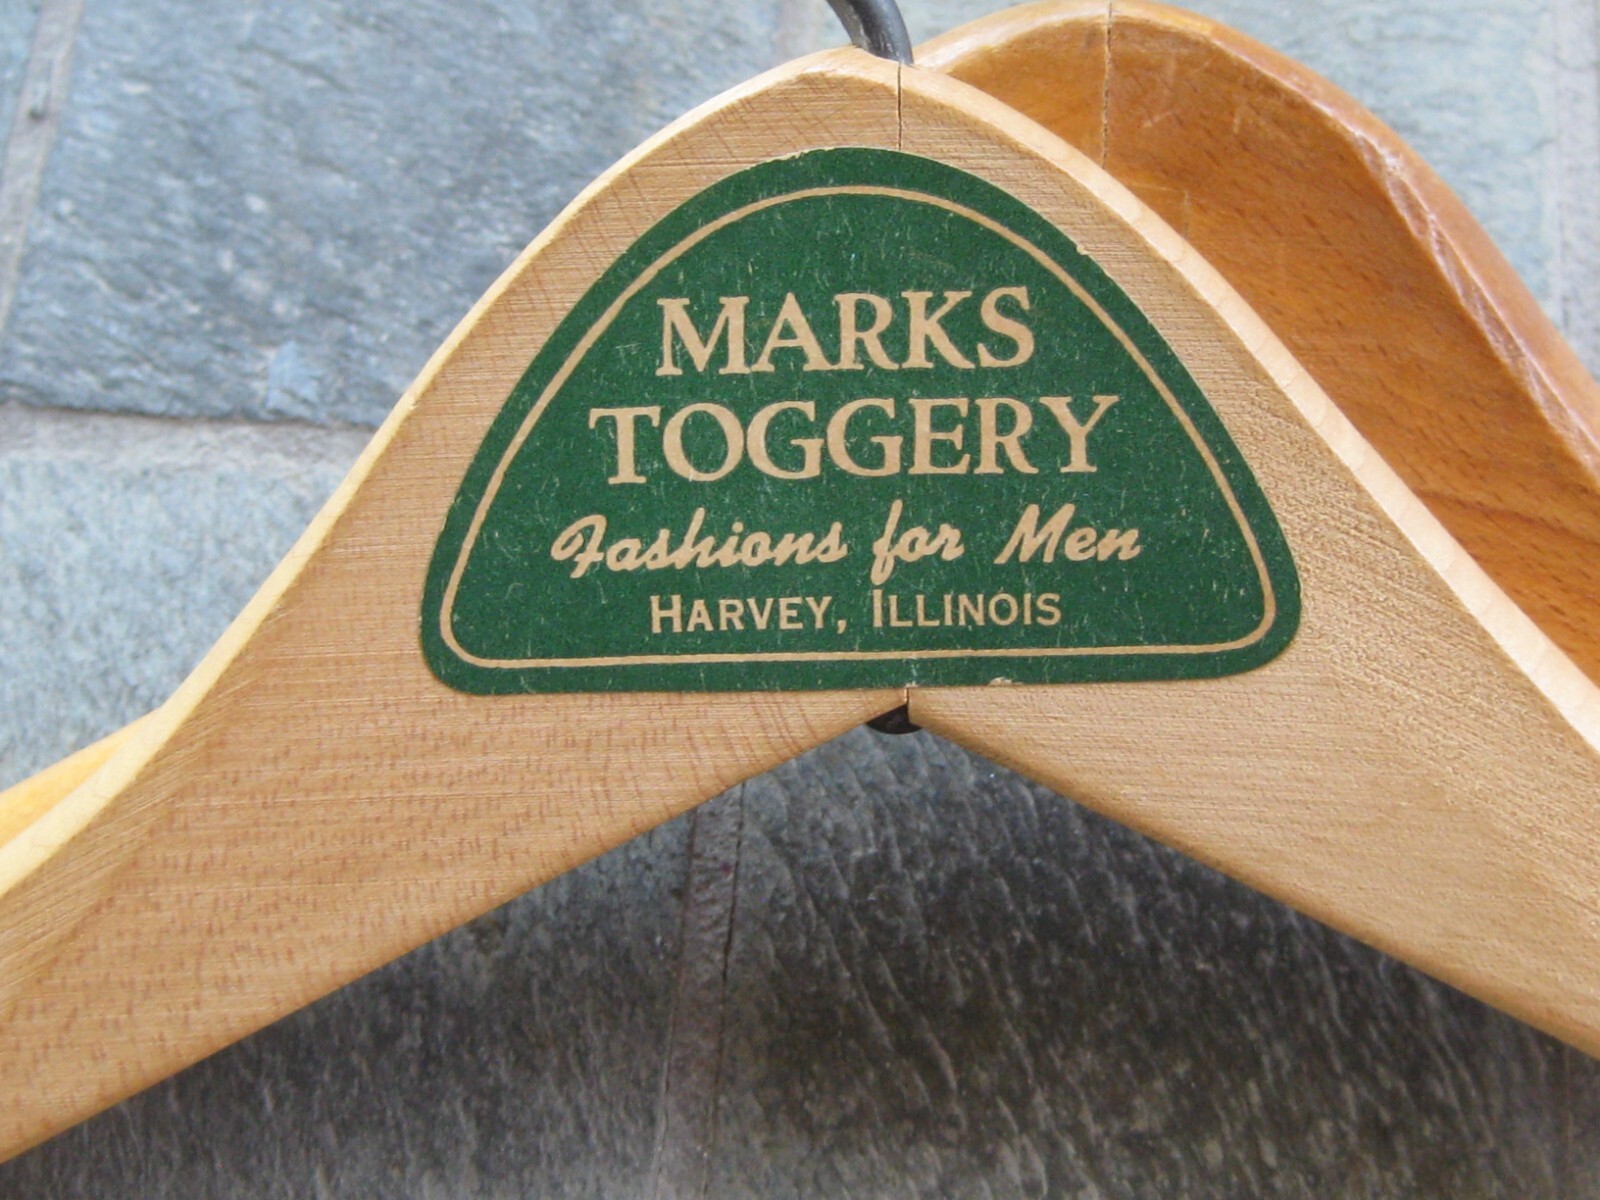 MARKS
TOGGERY
Fashions for Men
HARVEY, ILLINOIS